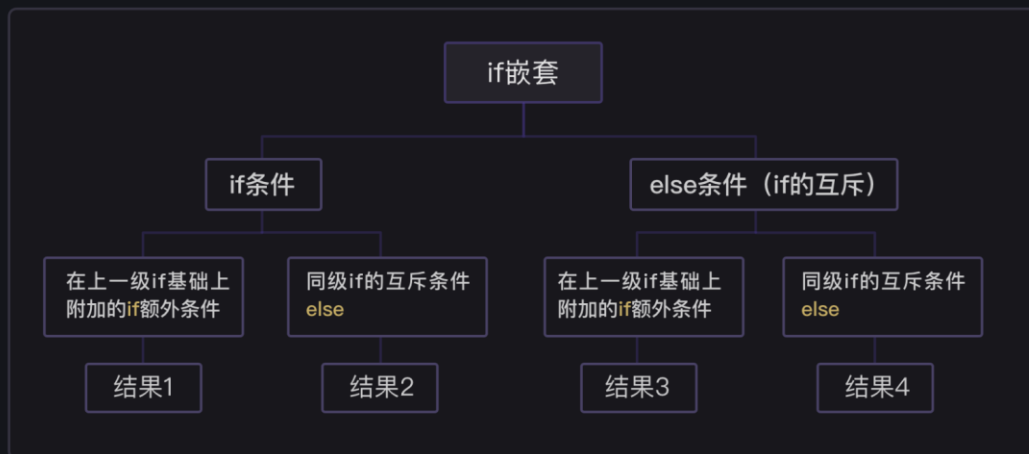 if嵌套
if条件
else条件（if的互斥）
在上一级if基础上
附加的if额外条件
同级if的互斥条件
else
在上一级if基础上
附加的if额外条件
同级if的互斥条件
else
结果1
结果2
结果3
结果4